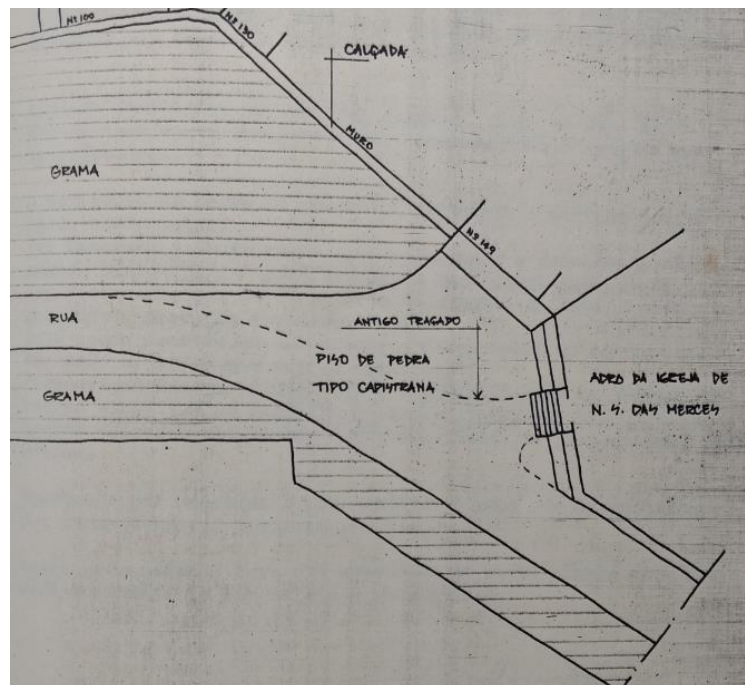 Nº 100
Nº 130
CALÇADA
MURO
GRAMA
Nº 149
RUA
ANTIGO TRAÇADO
PISO DE PEDRA
TIPO CAPISTRANA
GRAMA
ADRO DA IGREJA DE
N. S. DAS MERCES